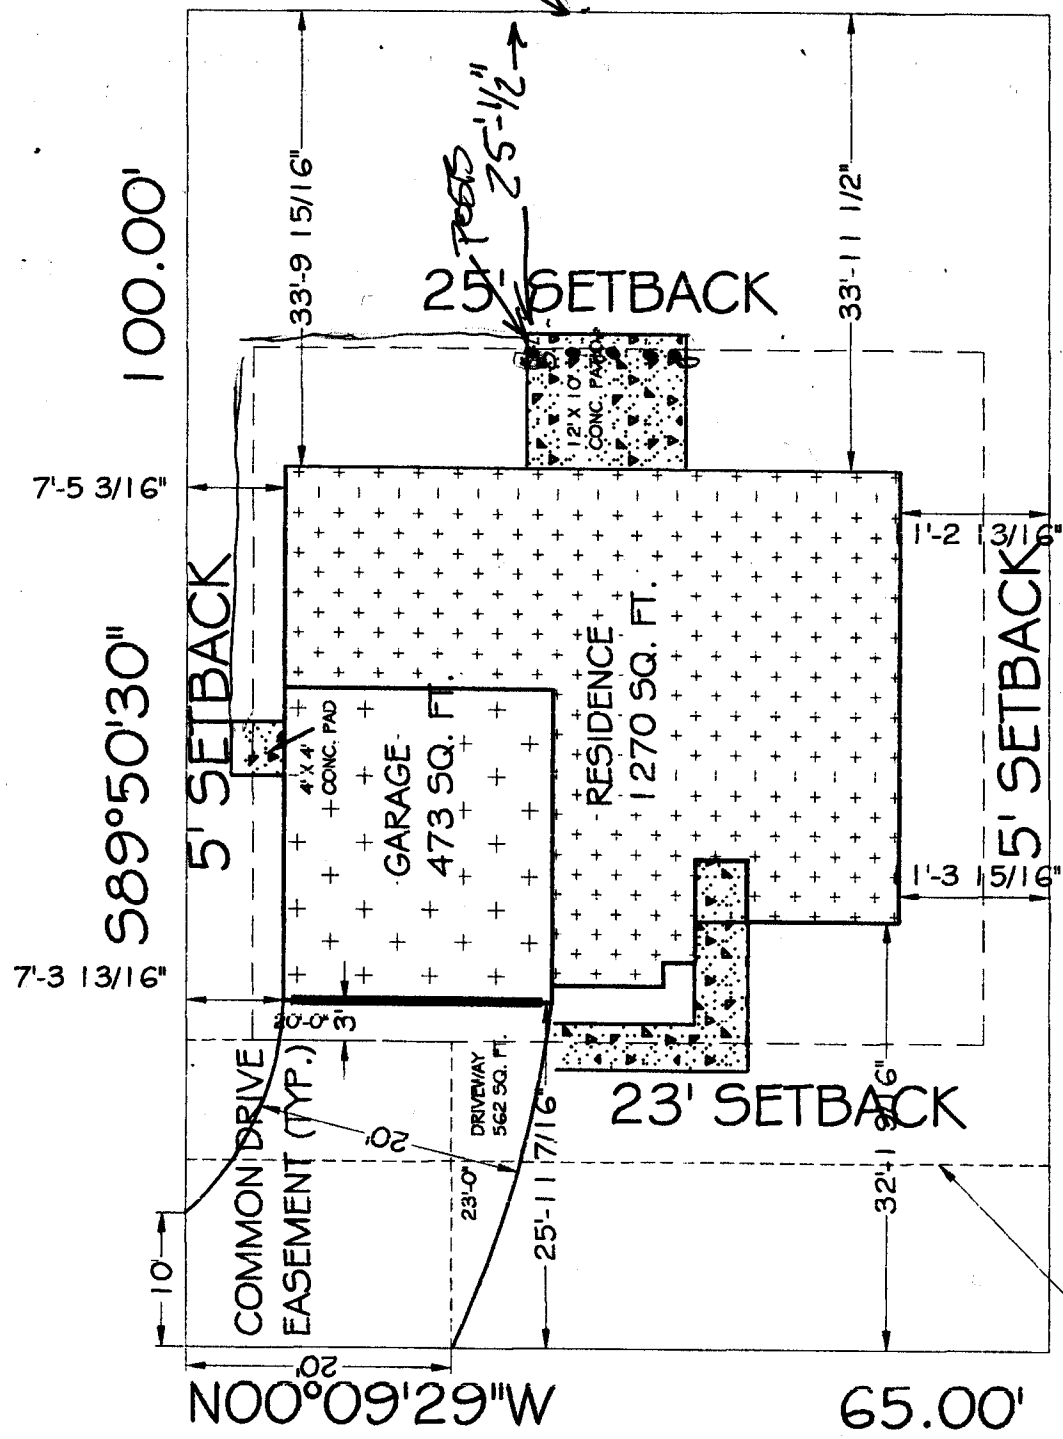 25'-1/2"
POSTS
100.00'
33'-9 15/16"
33'-11 1/2"
25' SETBACK
12' X 10'
CONC. PATIO
7'-5 3/16"
1'-2 13/16"
S89°50'30"
5' SETBACK
RESIDENCE
1270 SQ. FT.
5' SETBACK
4' X 4'
CONC. PAD
GARAGE
473 SQ. FT.
1'-3 15/16"
7'-3 13/16"
20'-0"
3'
COMMON DRIVE
EASEMENT (TYP.)
DRIVEWAY
562 SQ. FT.
23' SETBACK
20'
23'-0"
25'-11 7/16"
10'
20'
N00°09'29"W
65.00'